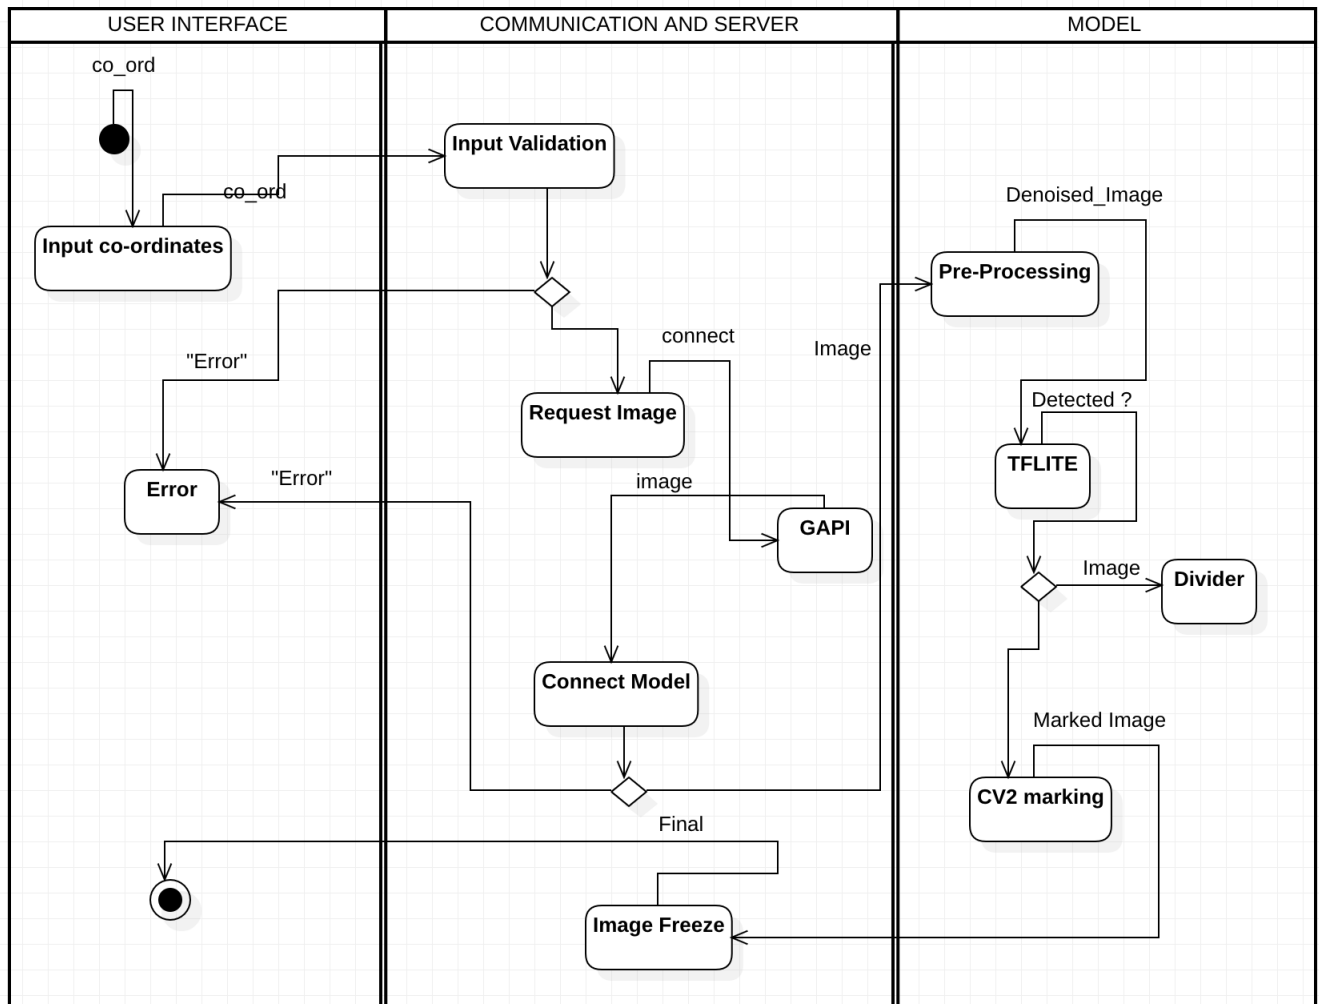 USER INTERFACE
COMMUNICATION AND SERVER
MODEL
co_ord
Input Validation
co_ord
Denoised_Image
Input co-ordinates
Pre-Processing
connect
Image
"Error"
Detected ?
Request Image
TFLITE
"Error"
image
Error
GAPI
Image
Divider
Connect Model
Marked Image
CV2 marking
Final
Image Freeze